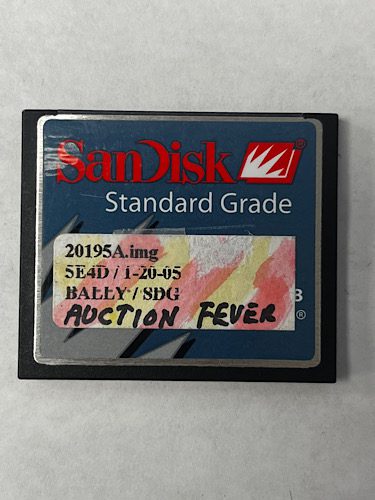 SanDisk®
Standard Grade
20195A.img
5E4D / 1-20-05
BALLY / SDG
AUCTION FEVER
B
®